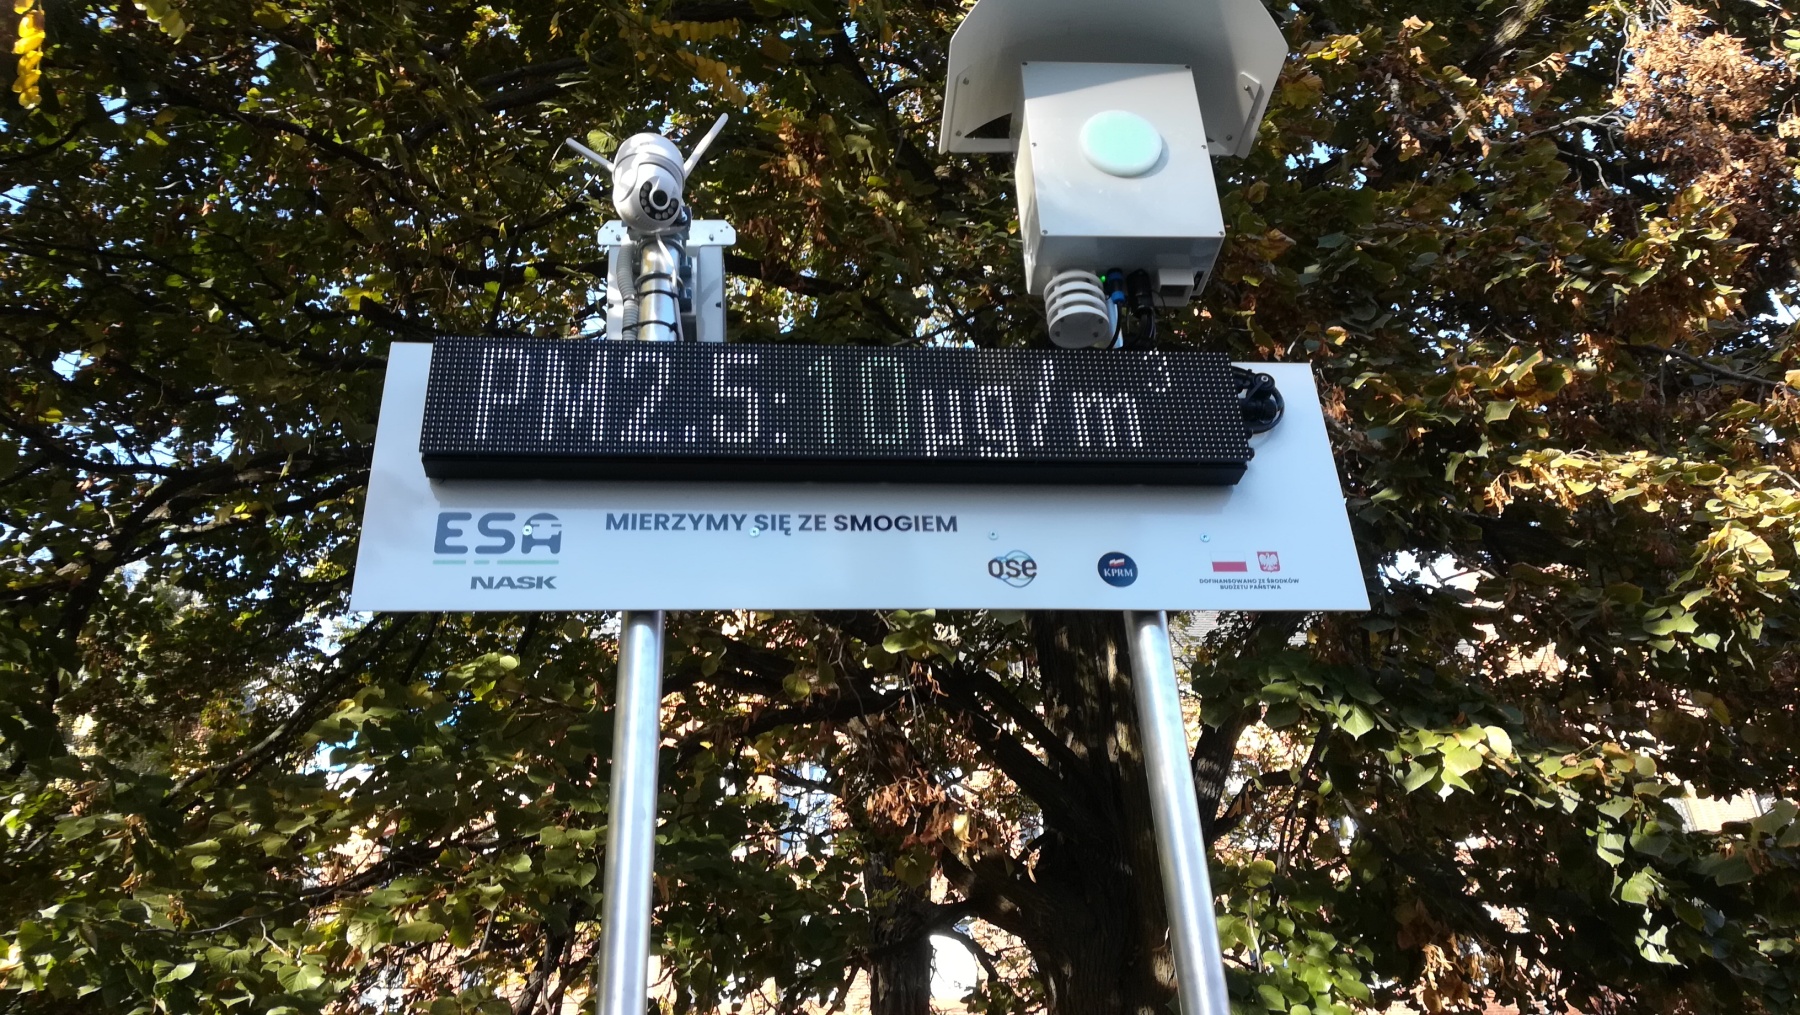 PM2.5:10µg/m³
ESA
MIERZYMY SIĘ ZE SMOGIEM
NASK
ose
KPRM
DOFINANSOWANO ZE ŚRODKÓW
BUDŻETU PAŃSTWA